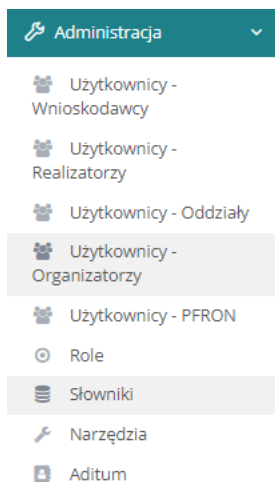 Administracja
Użytkownicy -
Wnioskodawcy
Użytkownicy -
Realizatorzy
Użytkownicy - Oddziały
Użytkownicy -
Organizatorzy
Użytkownicy - PFRON
Role
Słowniki
Narzędzia
Aditum